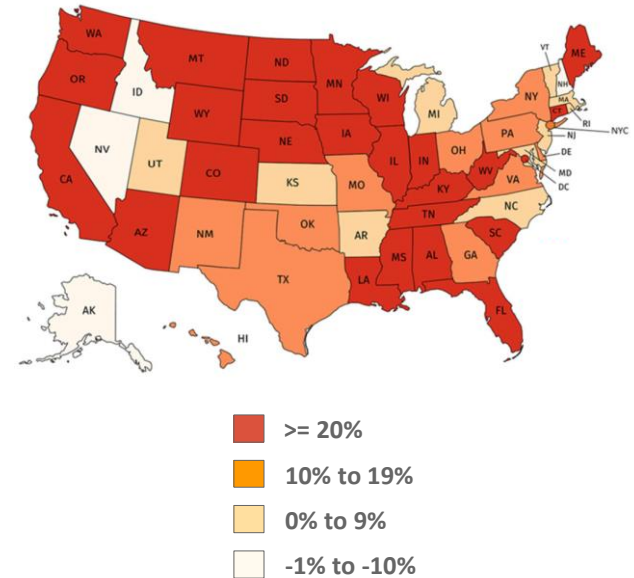 WA
MT
ND
MN
ME
VT
OR
ID
WY
SD
WI
MI
NY
NH
MA
CT
RI
NYC
NV
UT
CO
NE
IA
IL
IN
OH
PA
NJ
DE
MD
DC
CA
KS
MO
KY
WV
VA
NC
AZ
NM
OK
AR
TN
SC
TX
LA
MS
AL
GA
FL
AK
HI
>= 20%
10% to 19%
0% to 9%
-1% to -10%